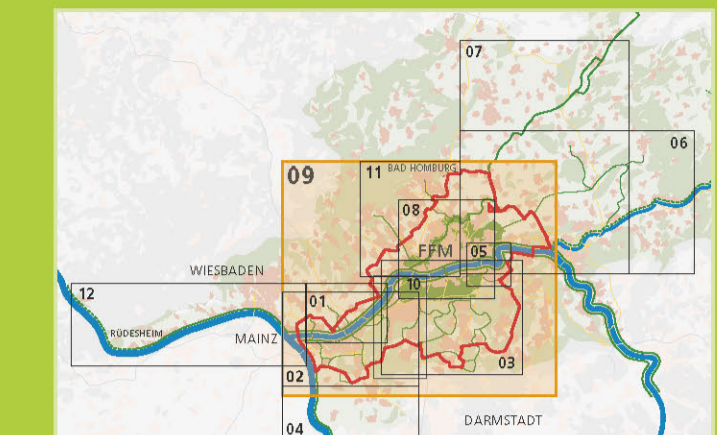 07
06
09
11 BAD HOMBURG
08
FFM
05
WIESBADEN
10
12
01
RÜDESHEIM
MAINZ
03
02
DARMSTADT
04